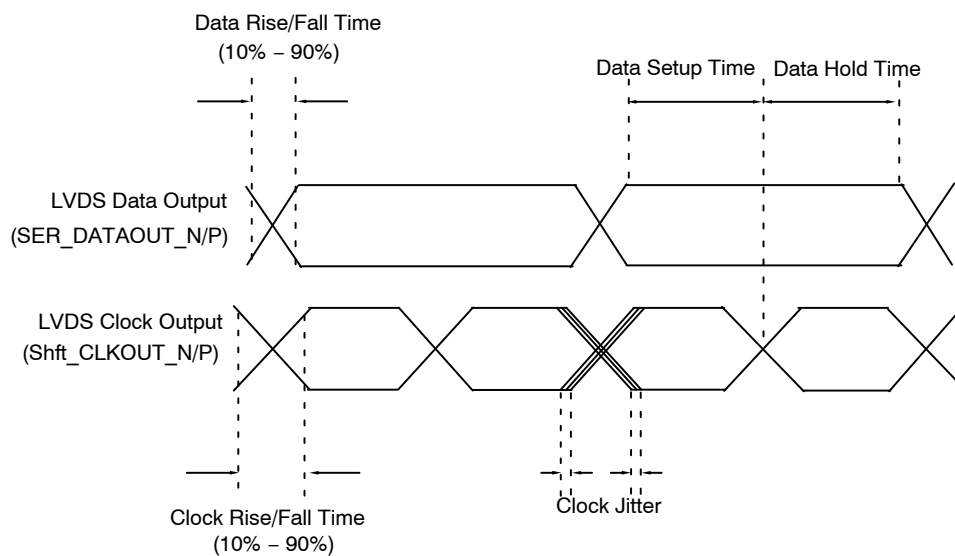 Data Rise/Fall Time
(10% – 90%)
Data Setup Time
Data Hold Time
LVDS Data Output
(SER_DATAOUT_N/P)
LVDS Clock Output
(Shft_CLKOUT_N/P)
Clock Rise/Fall Time
(10% – 90%)
Clock Jitter